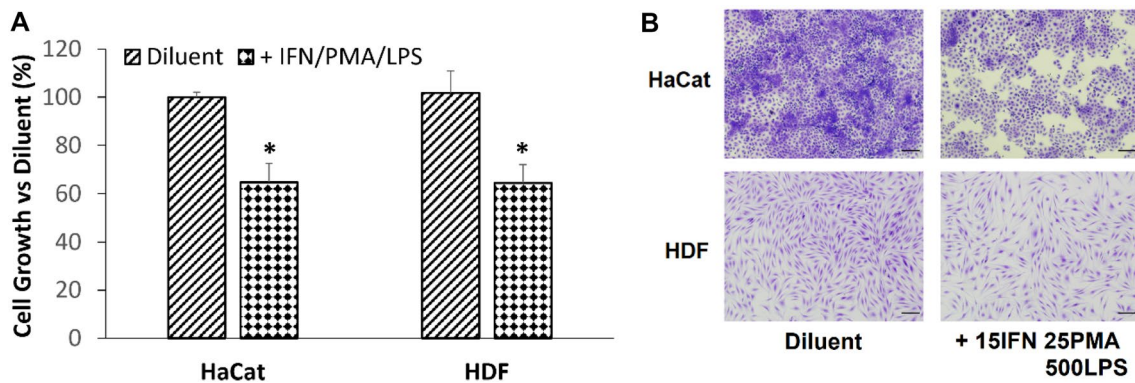 A
Cell Growth vs Diluent (%)
120
100
80
60
40
20
0
Diluent + IFN/PMA/LPS
*
*
HaCat HDF
B
HaCat
HDF
Diluent + 15IFN 25PMA
500LPS